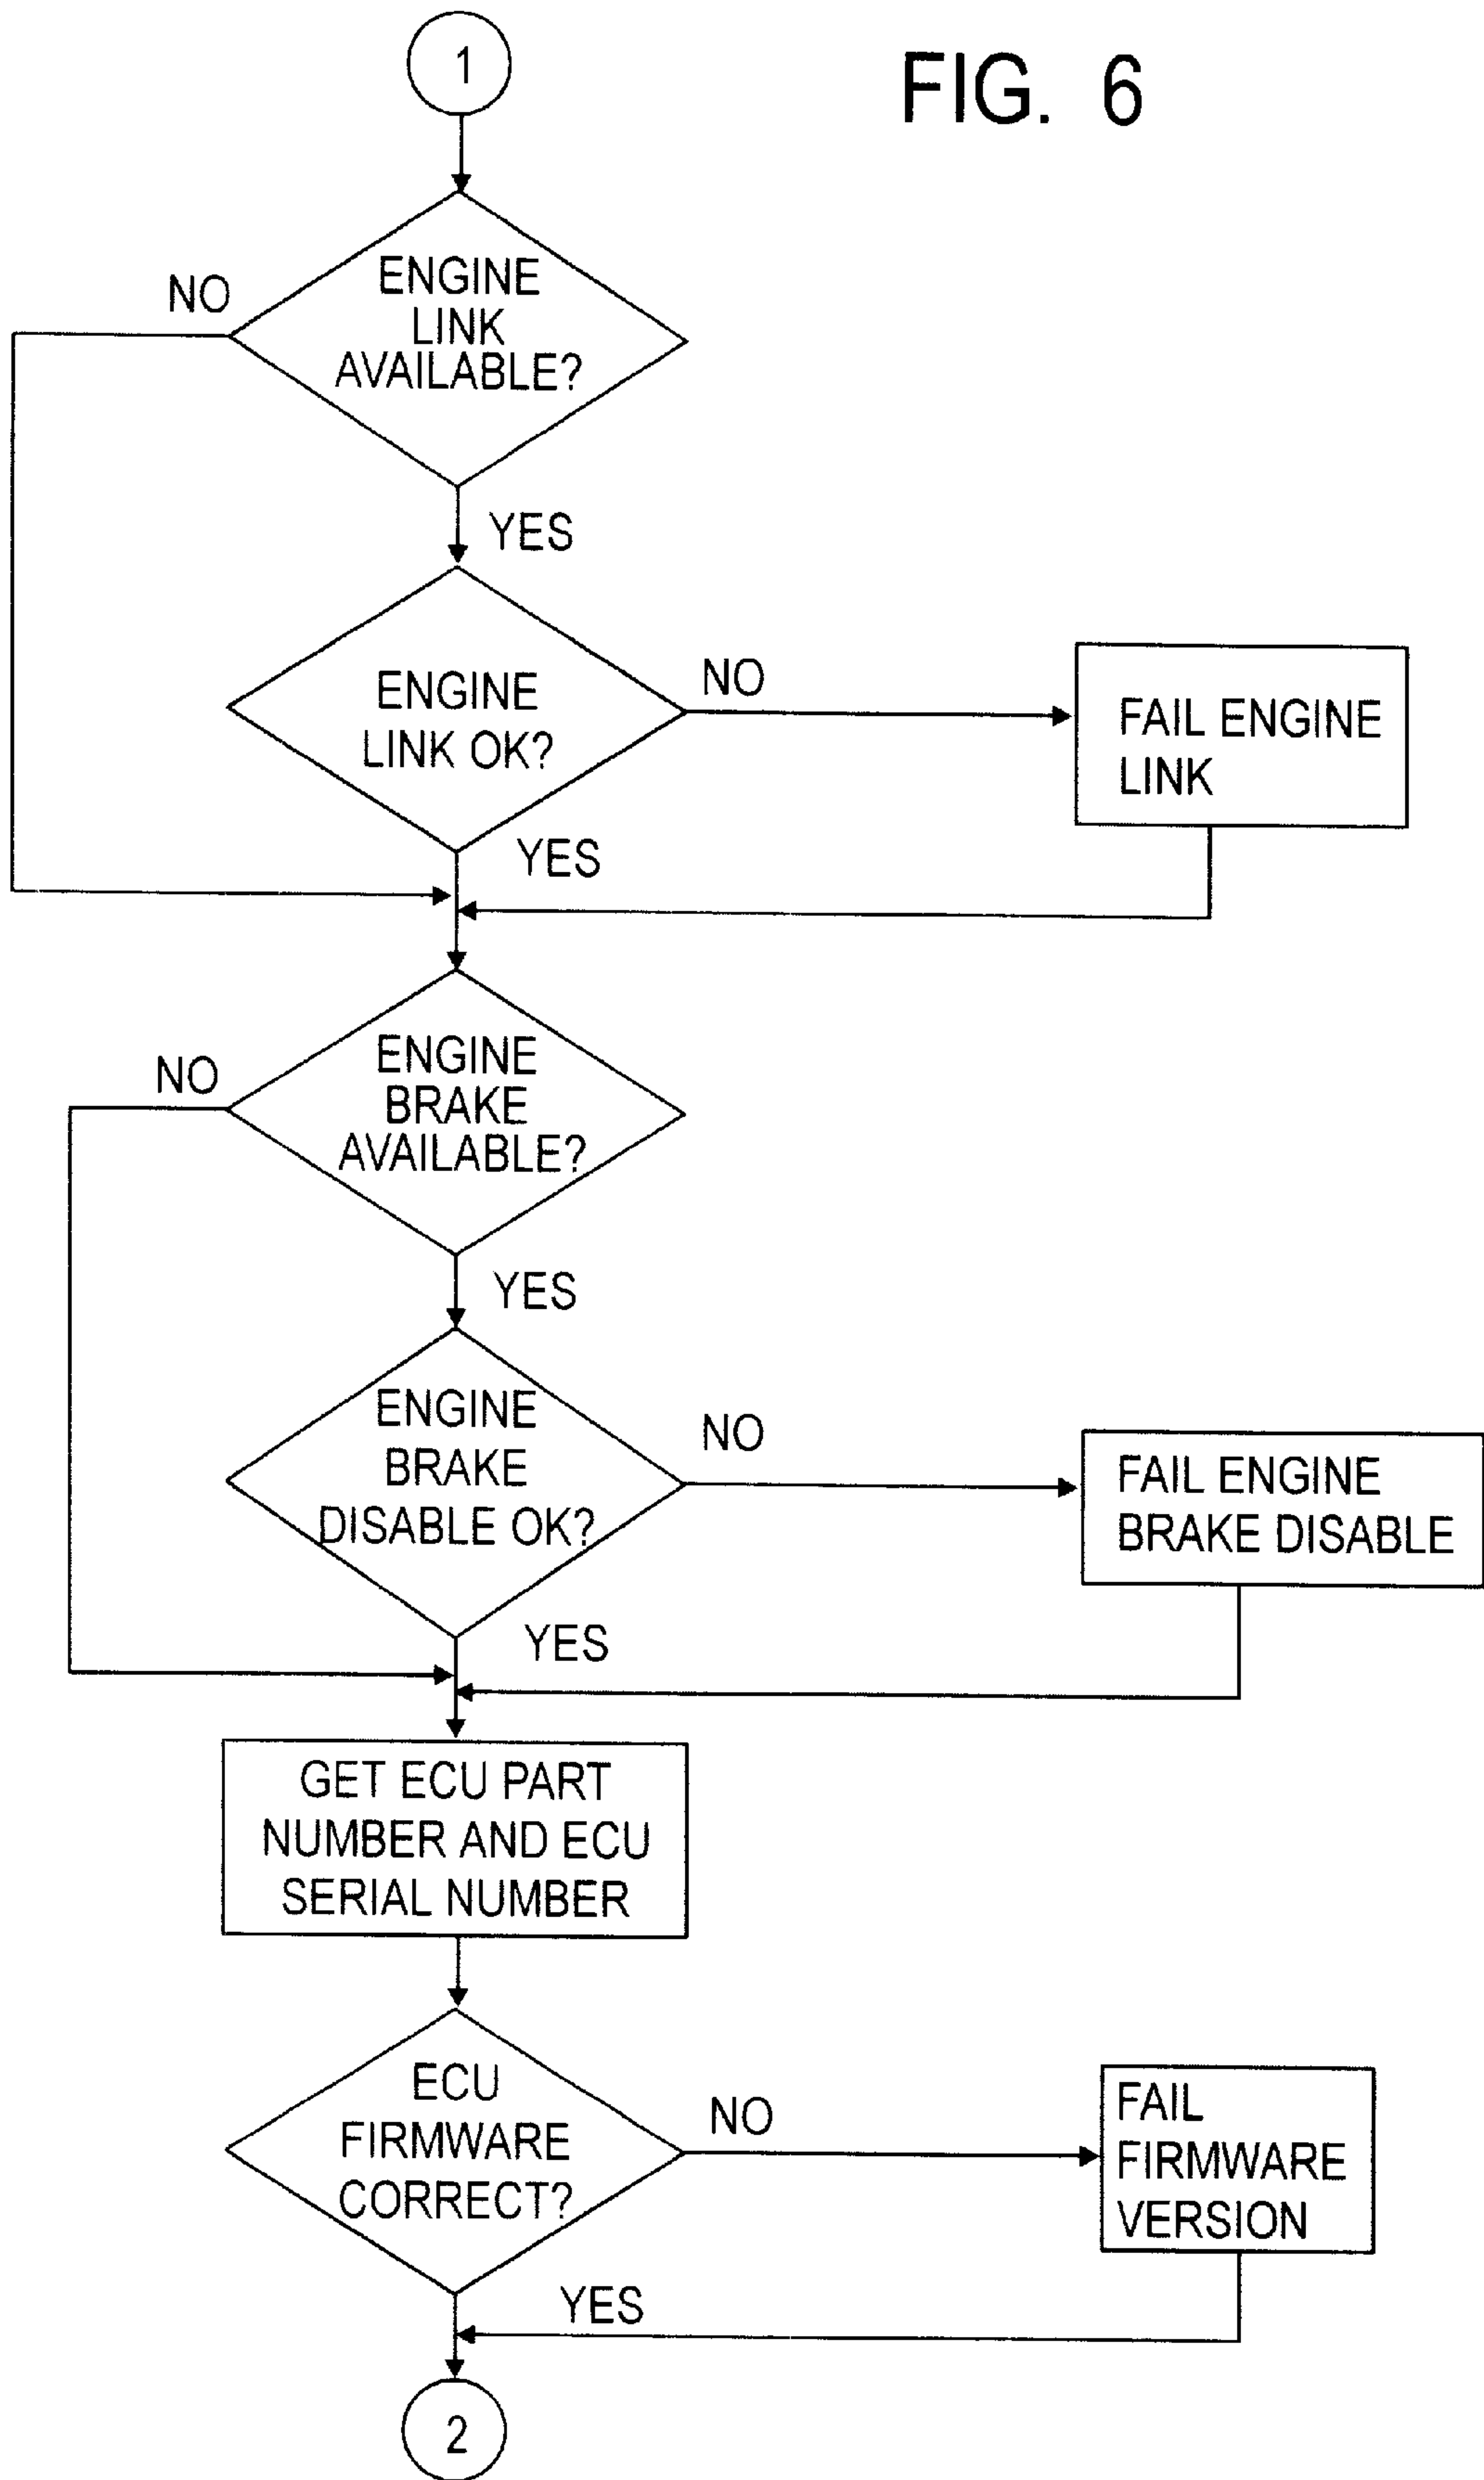 1
FIG. 6
ENGINE
LINK
AVAILABLE?
NO
YES
ENGINE
LINK OK?
NO
FAIL ENGINE
LINK
YES
ENGINE
BRAKE
AVAILABLE?
NO
YES
ENGINE
BRAKE
DISABLE OK?
NO
FAIL ENGINE
BRAKE DISABLE
YES
GET ECU PART
NUMBER AND ECU
SERIAL NUMBER
ECU
FIRMWARE
CORRECT?
NO
FAIL
FIRMWARE
VERSION
YES
2